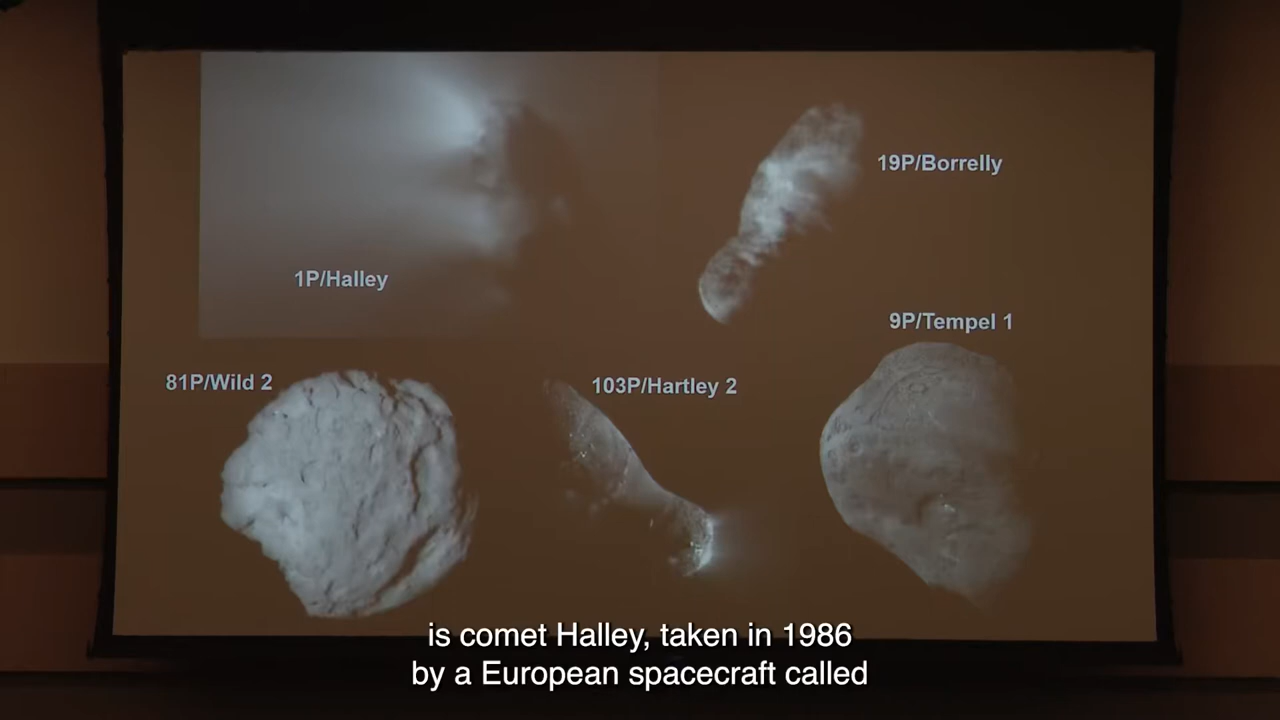 19P/Borrelly
1P/Halley
9P/Tempel 1
81P/Wild 2
103P/Hartley 2
is comet Halley, taken in 1986
by a European spacecraft called